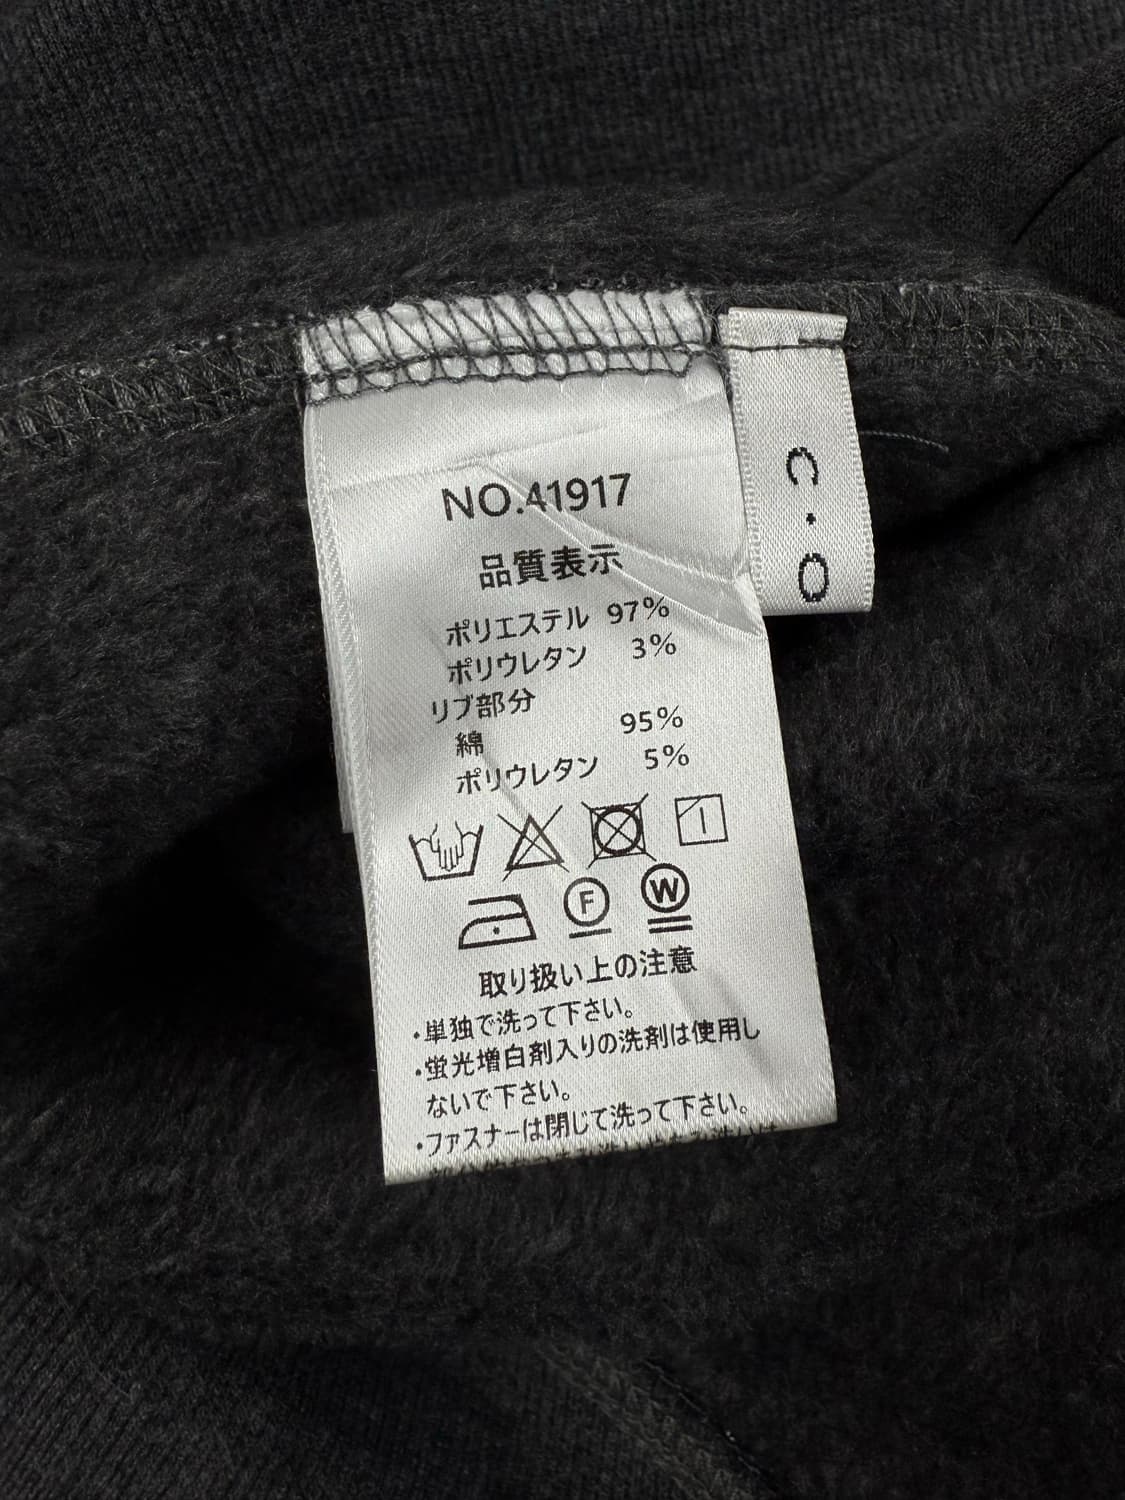 NO.41917
品質表示
ポリエステル 97%
ポリウレタン 3%
リブ部分
綿 95%
ポリウレタン 5%
F W
取り扱い上の注意
・単独で洗って下さい。
・蛍光増白剤入りの洗剤は使用し
ないで下さい。
・ファスナーは閉じて洗って下さい。
C・O